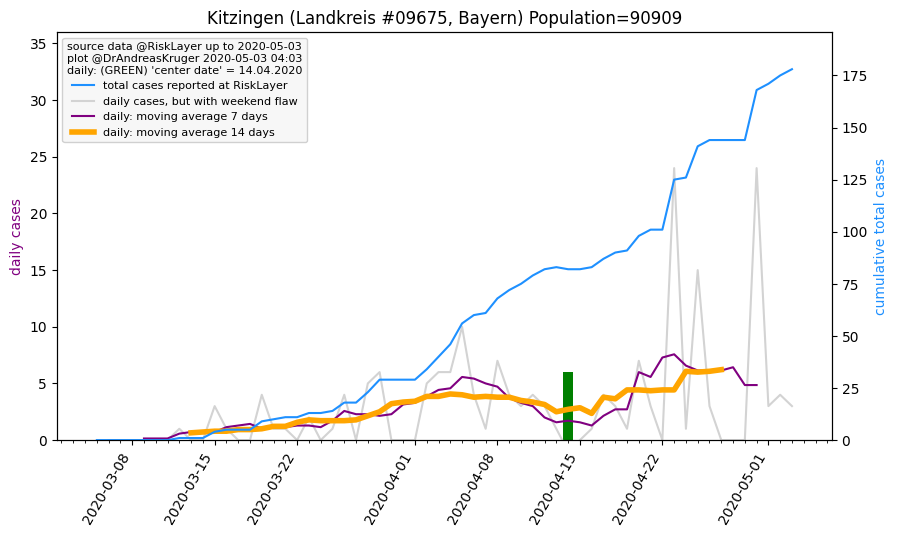 Kitzingen (Landkreis #09675, Bayern) Population=90909
source data @RiskLayer up to 2020-05-03
plot @DrAndreasKruger 2020-05-03 04:03
daily: (GREEN) 'center date' = 14.04.2020
total cases reported at RiskLayer
daily cases, but with weekend flaw
daily: moving average 7 days
daily: moving average 14 days
daily cases
35
30
25
20
15
10
5
0
cumulative total cases
175
150
125
100
75
50
25
0
2020-03-08
2020-03-15
2020-03-22
2020-04-01
2020-04-08
2020-04-15
2020-04-22
2020-05-01